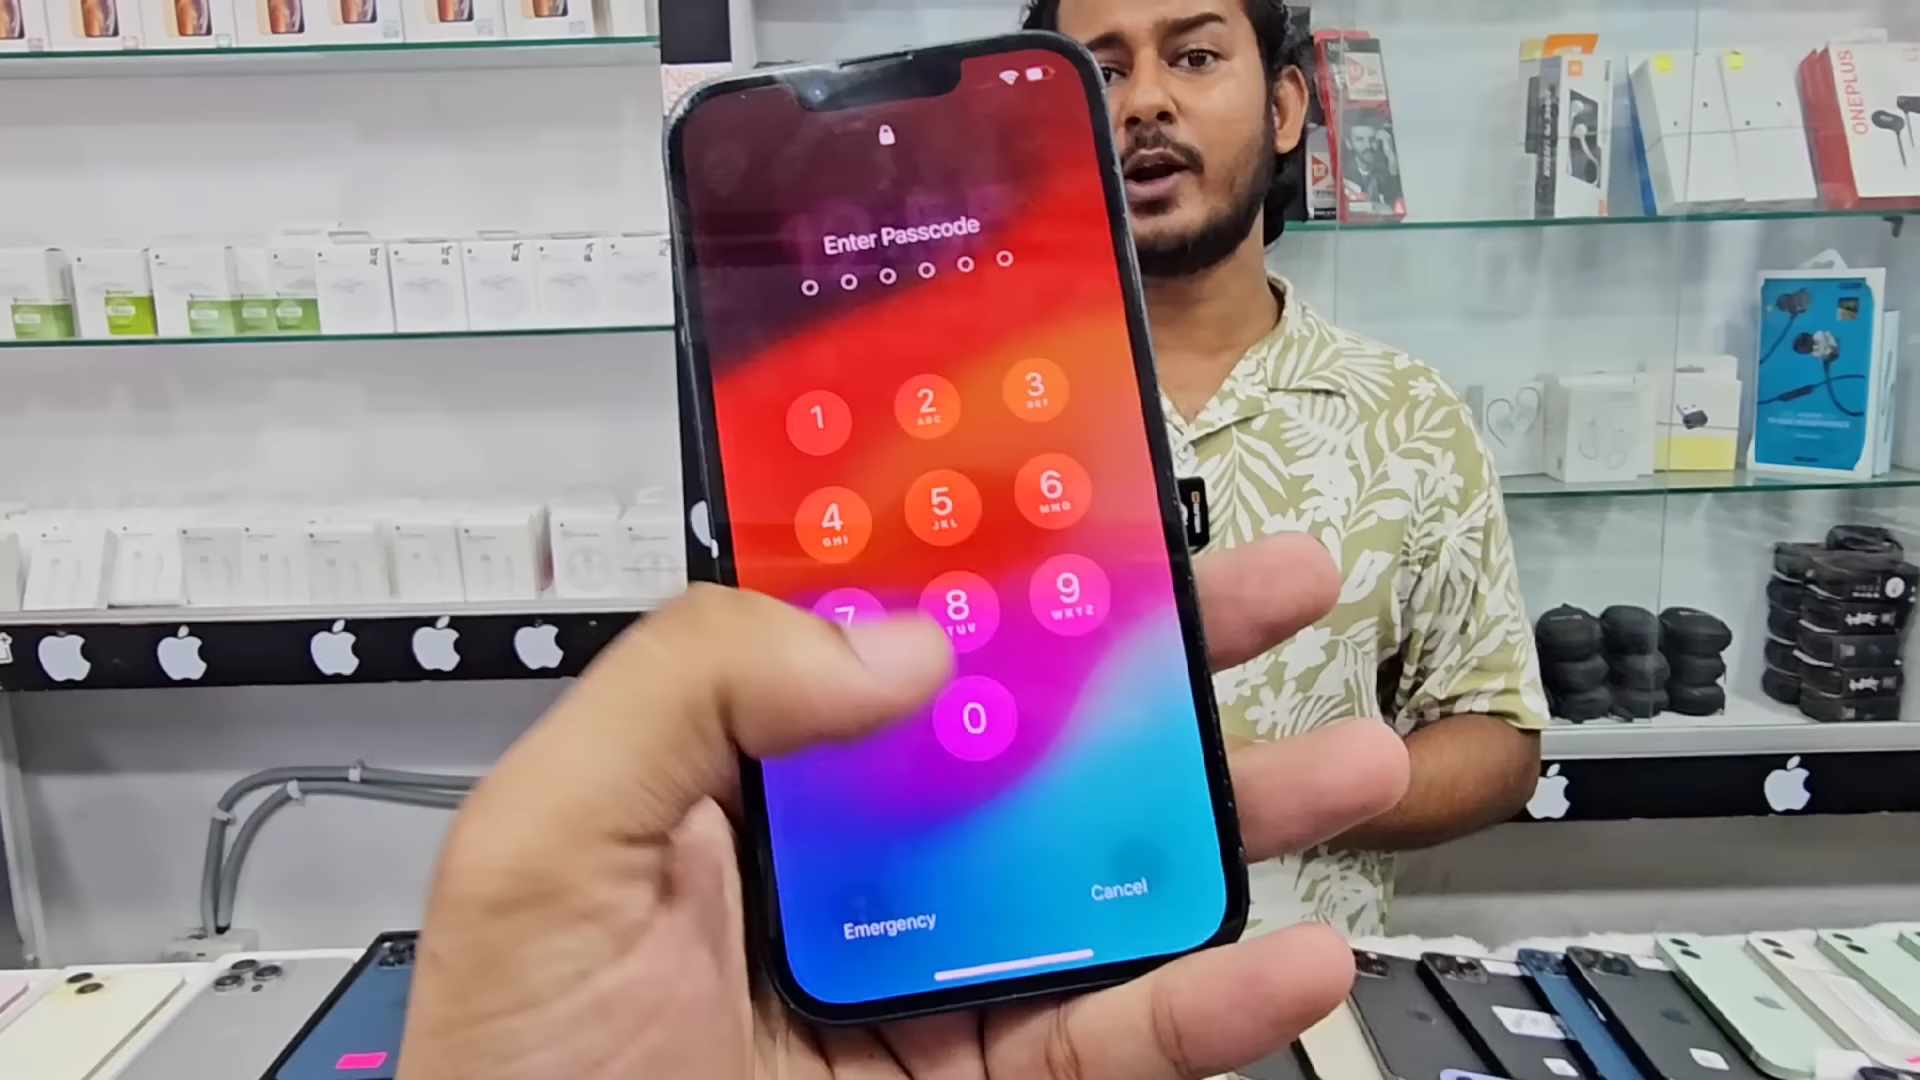 Enter Passcode
1
2
ABC
3
DEF
4
GHI
5
JKL
6
MNO
7
8
TUV
9
WXYZ
0
Emergency
Cancel
ONEPLUS